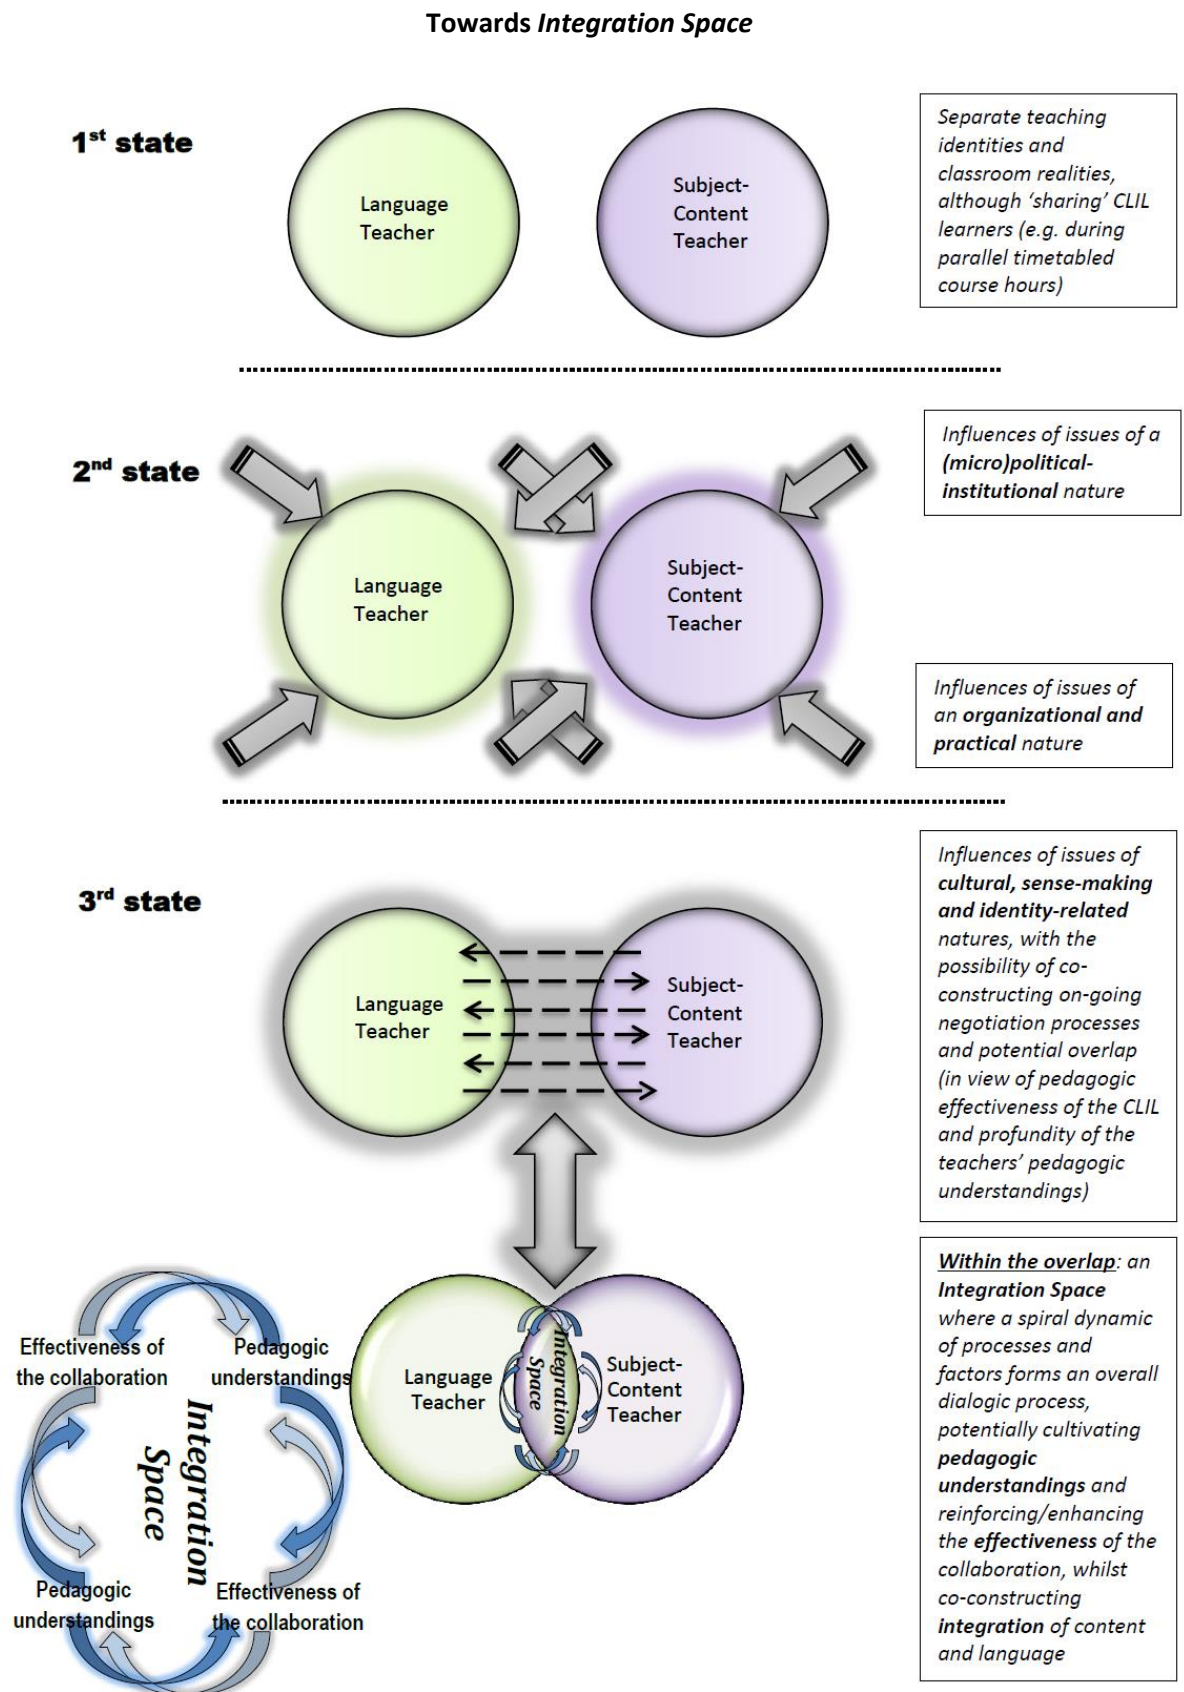 Towards Integration Space
1st state
Language
Teacher
Subject-
Content
Teacher
Separate teaching
identities and
classroom realities,
although ‘sharing’ CLIL
learners (e.g. during
parallel timetabled
course hours)
2nd state
Language
Teacher
Subject-
Content
Teacher
Influences of issues of a
(micro)political-
institutional nature
Influences of issues of
an organizational and
practical nature
3rd state
Language
Teacher
Subject-
Content
Teacher
Influences of issues of
cultural, sense-making
and identity-related
natures, with the
possibility of co-
constructing on-going
negotiation processes
and potential overlap
(in view of pedagogic
effectiveness of the CLIL
and profundity of the
teachers’ pedagogic
understandings)
Language
Teacher
Integration
Space
Subject-
Content
Teacher
Effectiveness of
the collaboration
Pedagogic
understandings
Integration
Space
Pedagogic
understandings
Effectiveness of
the collaboration
Within the overlap: an
Integration Space
where a spiral dynamic
of processes and
factors forms an overall
dialogic process,
potentially cultivating
pedagogic
understandings and
reinforcing/enhancing
the effectiveness of the
collaboration, whilst
co-constructing
integration of content
and language